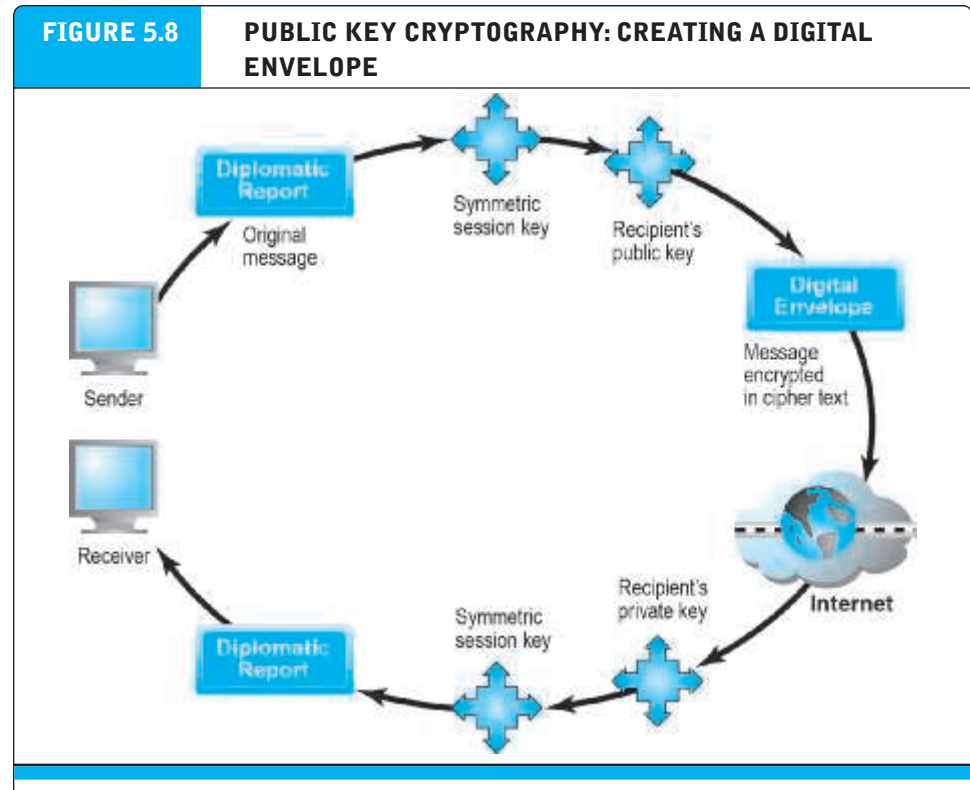 FIGURE 5.8
PUBLIC KEY CRYPTOGRAPHY: CREATING A DIGITAL
ENVELOPE
Diplomatic
Report
Original
message
Symmetric
session key
Recipient's
public key
Digital
Envelope
Message
encrypted
in cipher text
Sender
Receiver
Internet
Recipient's
private key
Symmetric
session key
Diplomatic
Report